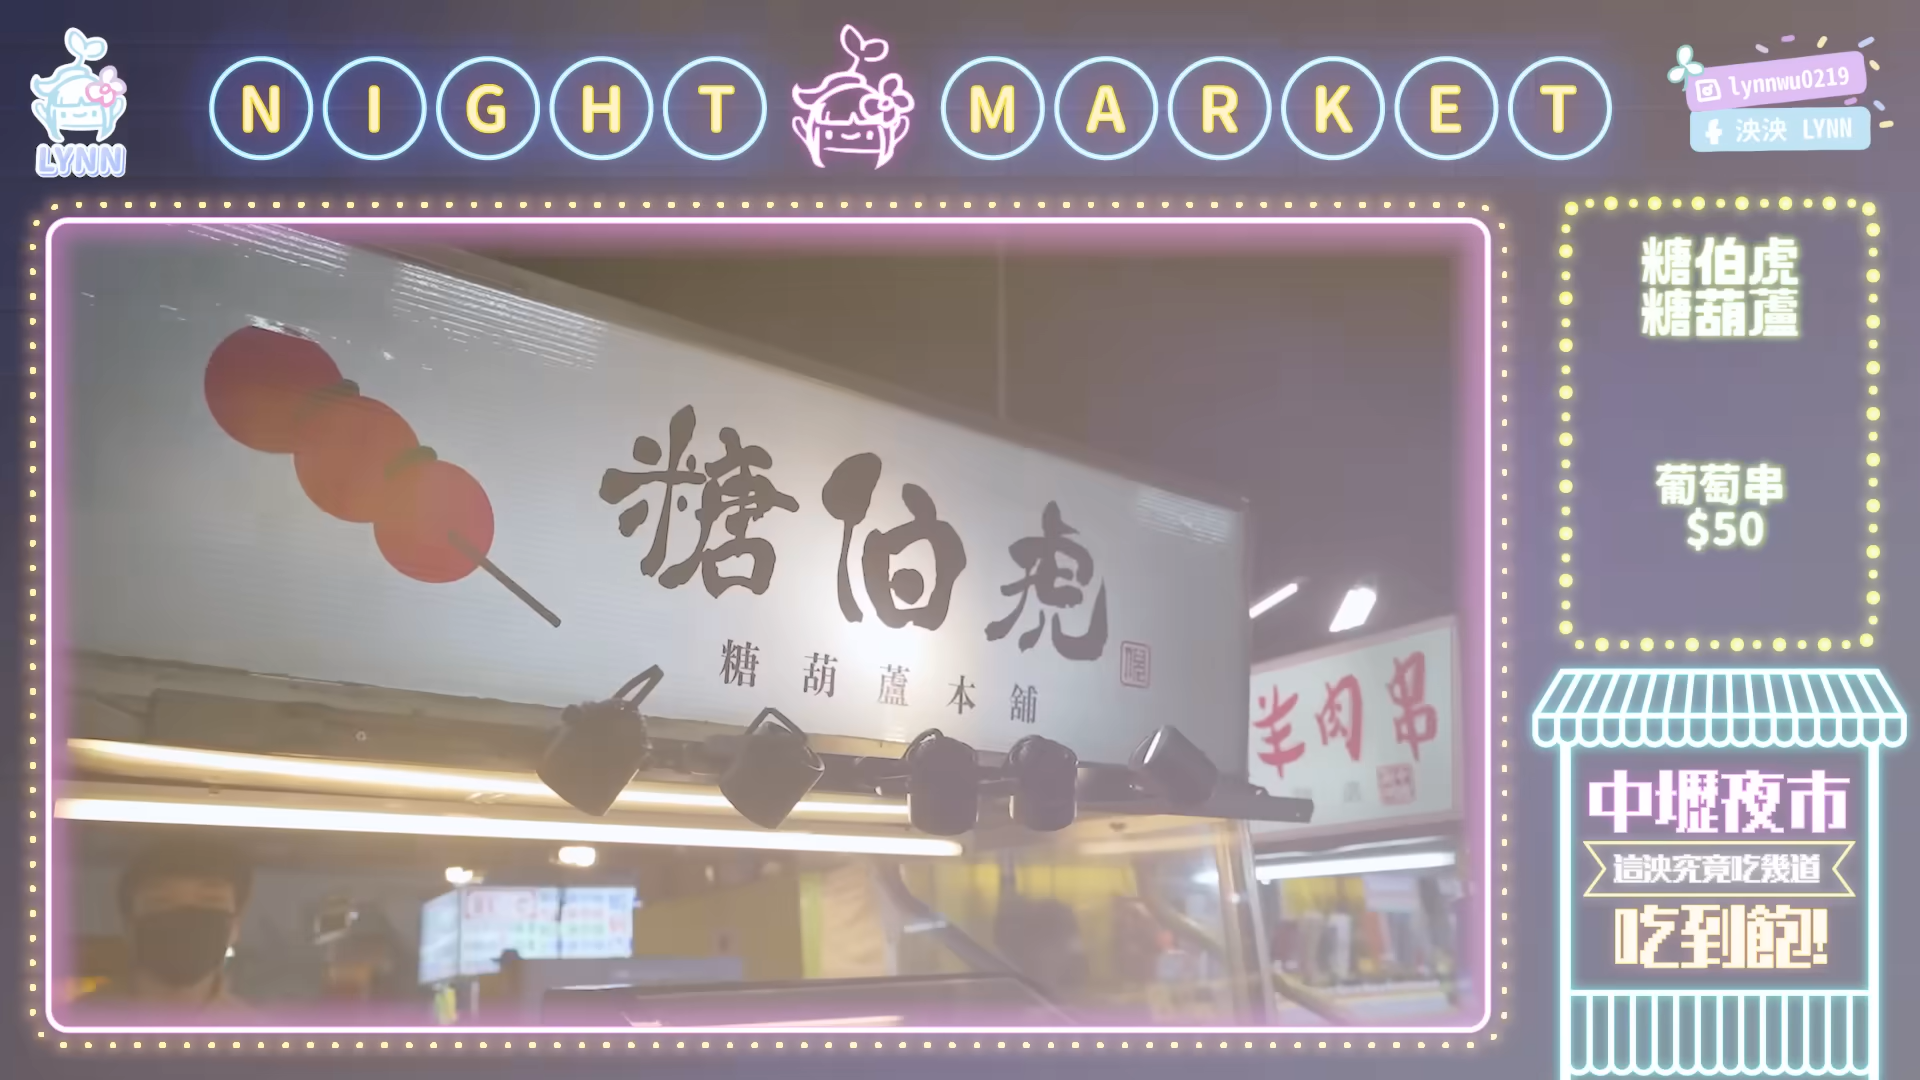 NIGHT MARKET
LYNN
lynnwu0219
泱泱 LYNN
糖伯虎
糖葫蘆本舖
羊肉串
糖伯虎
糖葫蘆
葡萄串
$50
中壢夜市
這泱究竟吃幾道
吃到飽!